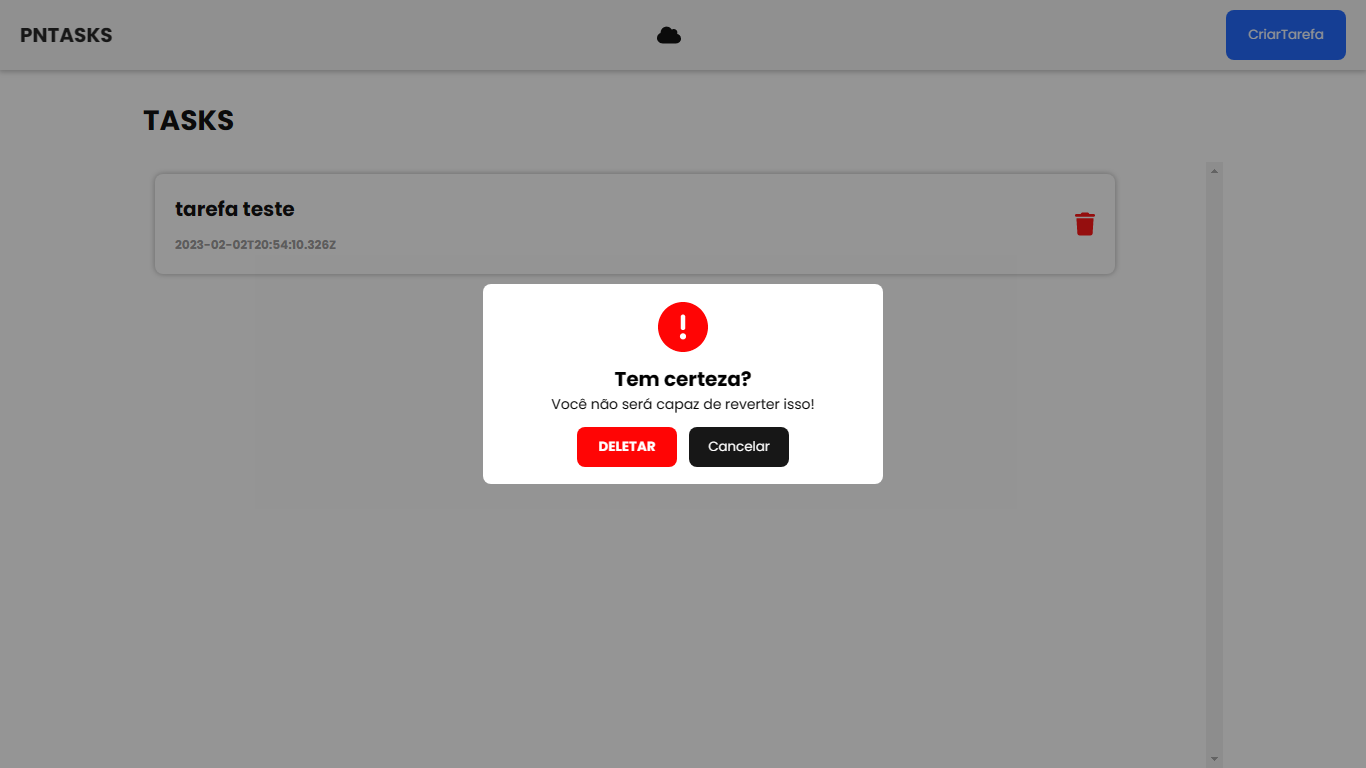 PNTASKS
CriarTarefa
TASKS
tarefa teste
2023-02-02T20:54:10.326Z
Tem certeza?
Você não será capaz de reverter isso!
DELETAR
Cancelar